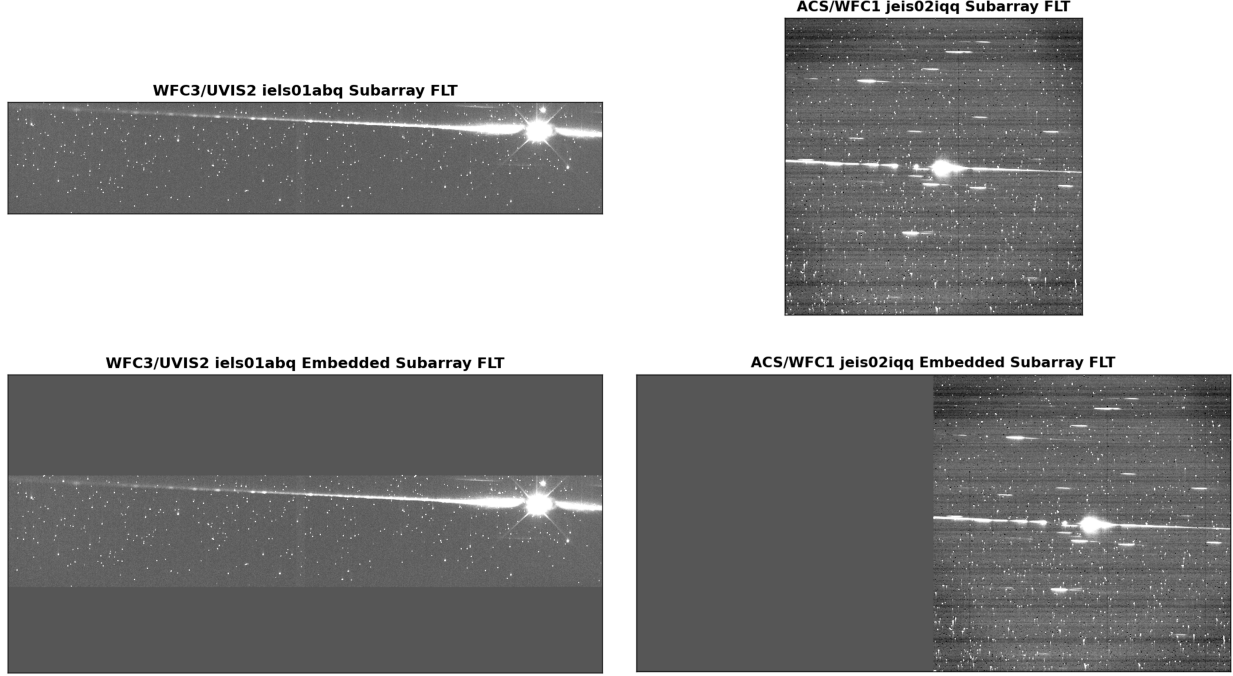 WFC3/UVIS2 iels01abq Subarray FLT
ACS/WFC1 jeis02iqq Subarray FLT
WFC3/UVIS2 iels01abq Embedded Subarray FLT
ACS/WFC1 jeis02iqq Embedded Subarray FLT